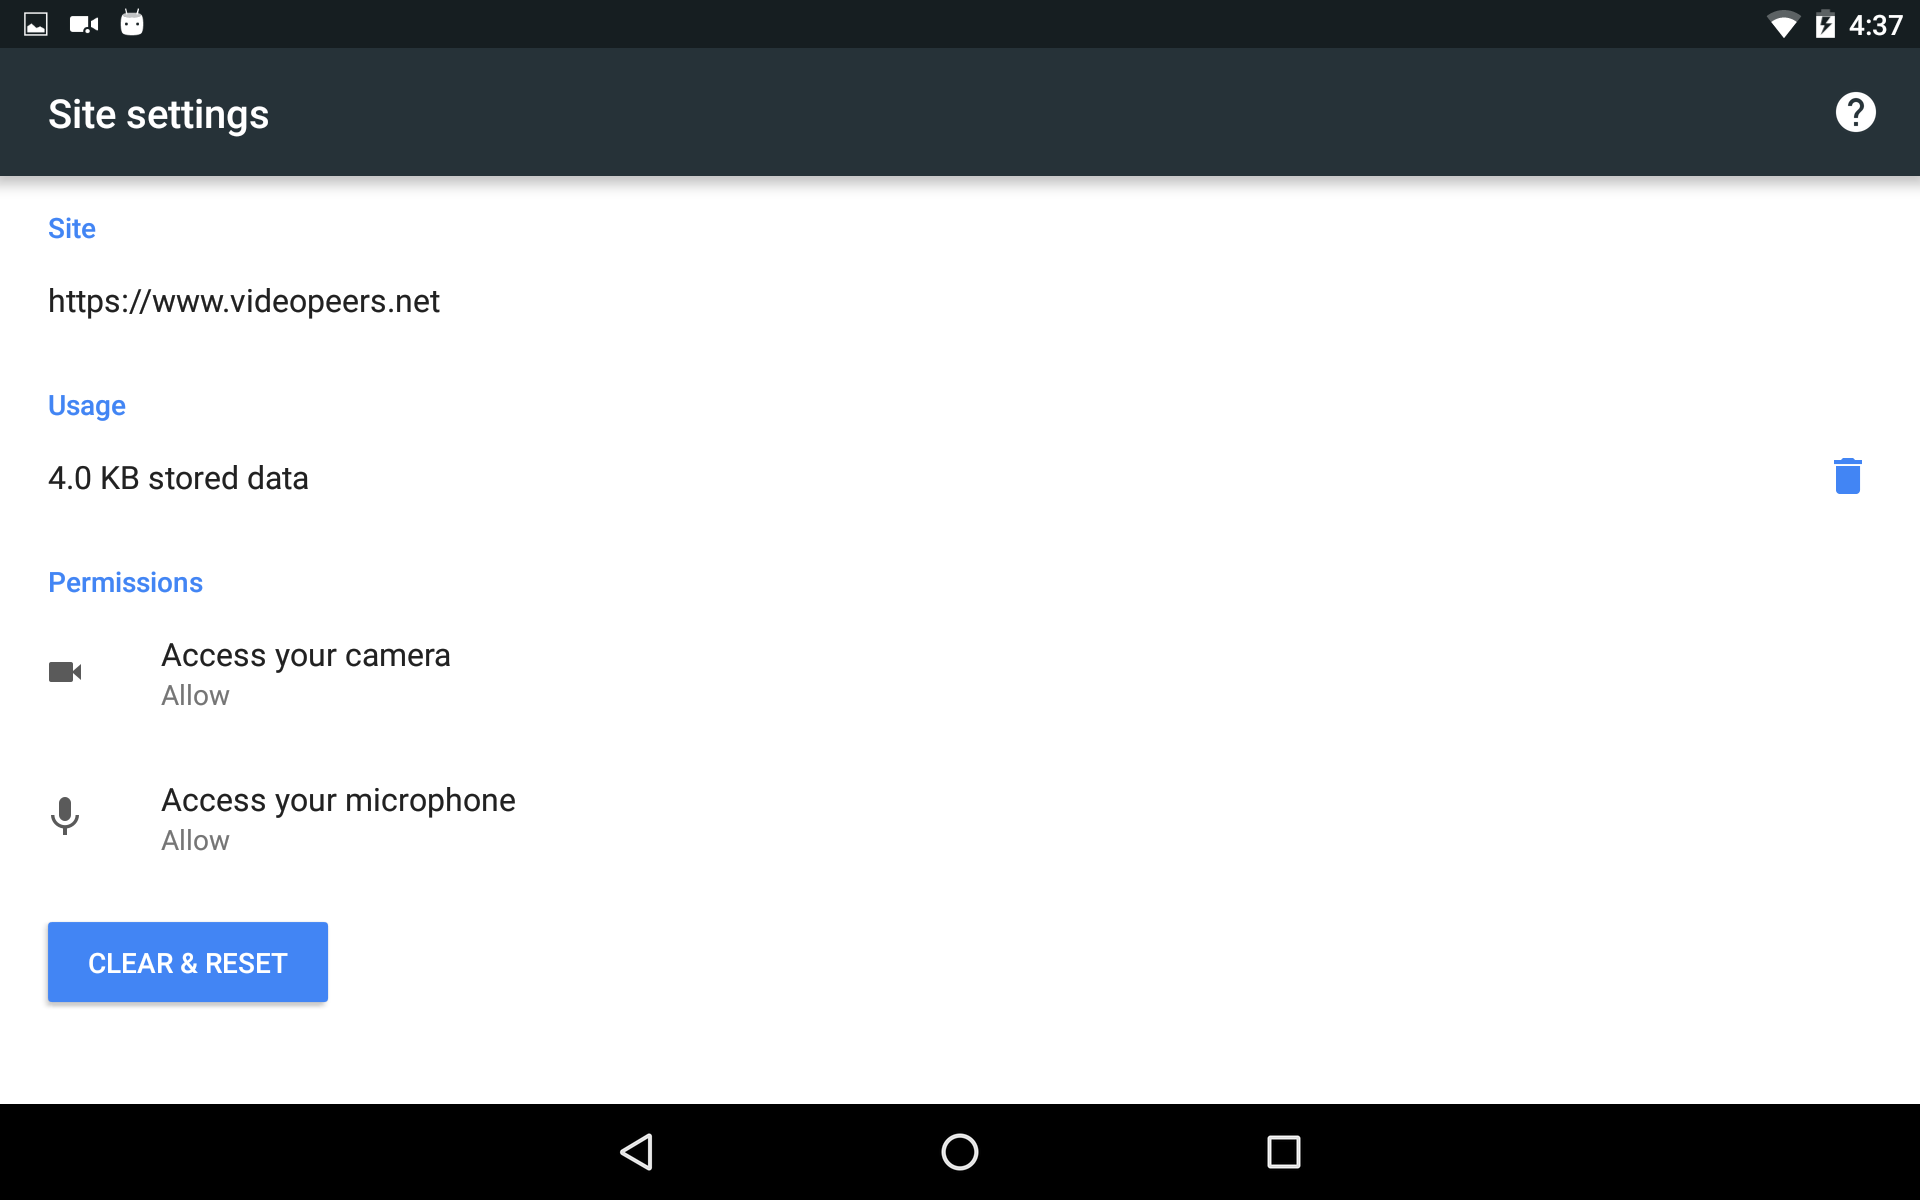 4:37
Site settings
Site
https://www.videopeers.net
Usage
4.0 KB stored data
Permissions
Access your camera
Allow
Access your microphone
Allow
CLEAR & RESET